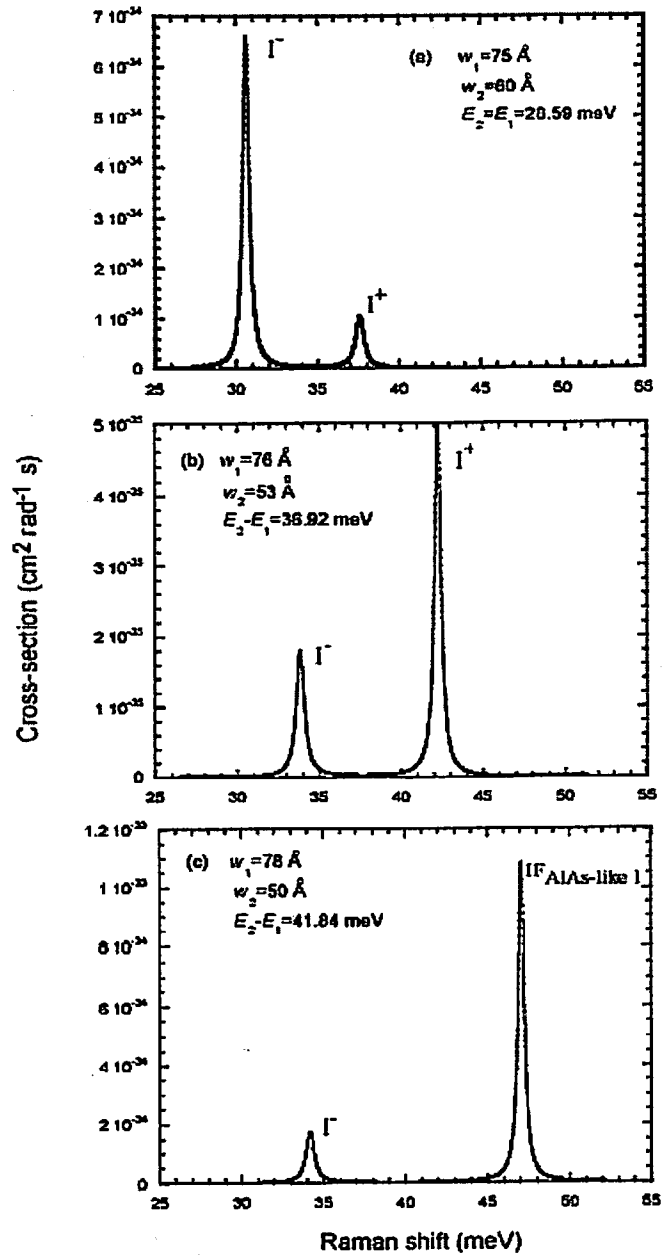 Cross-section (cm² rad⁻¹ s)
7 10⁻³⁴
6 10⁻³⁴
5 10⁻³⁴
4 10⁻³⁴
3 10⁻³⁴
2 10⁻³⁴
1 10⁻³⁴
0
I⁻
I⁺
(a) w₁=75 Å
w₂=60 Å
E₂=E₁=28.59 meV
25 30 35 40 45 50 55
5 10⁻³⁵
4 10⁻³⁵
3 10⁻³⁵
2 10⁻³⁵
1 10⁻³⁵
0
(b) w₁=76 Å
w₂=53 Å
E₂-E₁=36.92 meV
I⁻
I⁺
25 30 35 40 45 50 55
1.2 10⁻³³
1 10⁻³³
8 10⁻³⁴
6 10⁻³⁴
4 10⁻³⁴
2 10⁻³⁴
0
(c) w₁=78 Å
w₂=50 Å
E₂-E₁=41.84 meV
I⁻
IF AlAs-like 1
25 30 35 40 45 50 55
Raman shift (meV)